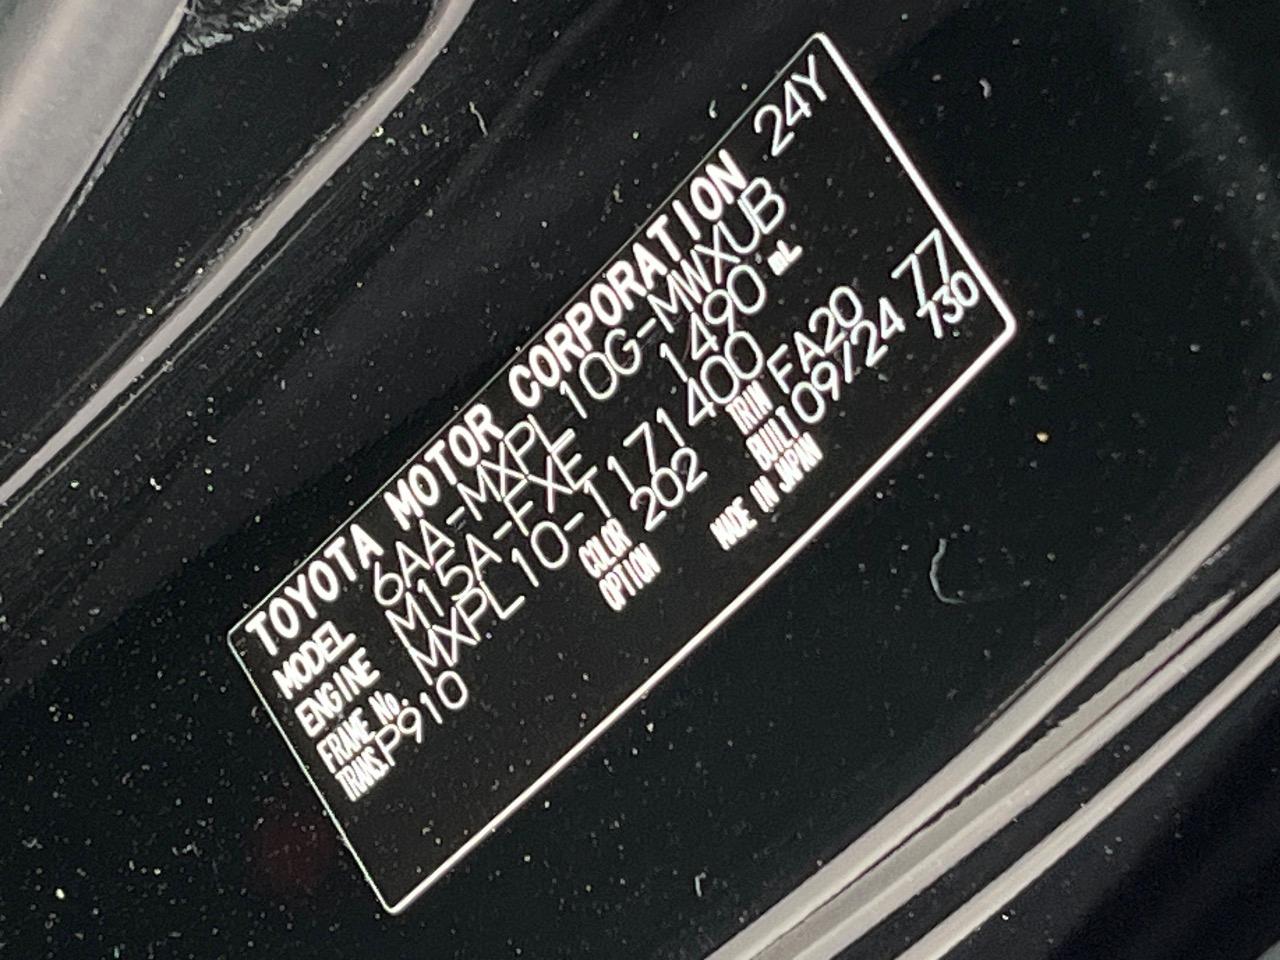 TOYOTA MOTOR CORPORATION 24Y
MODEL 6AA-MXPL10G-MWXUB
ENGINE M15A-FXE 1490 mL
FRAME No. MXPL10-1171400
TRANS. P910 COLOR 202 TRIM FA20 77
OPTION BUILT 09/24 730
MADE IN JAPAN